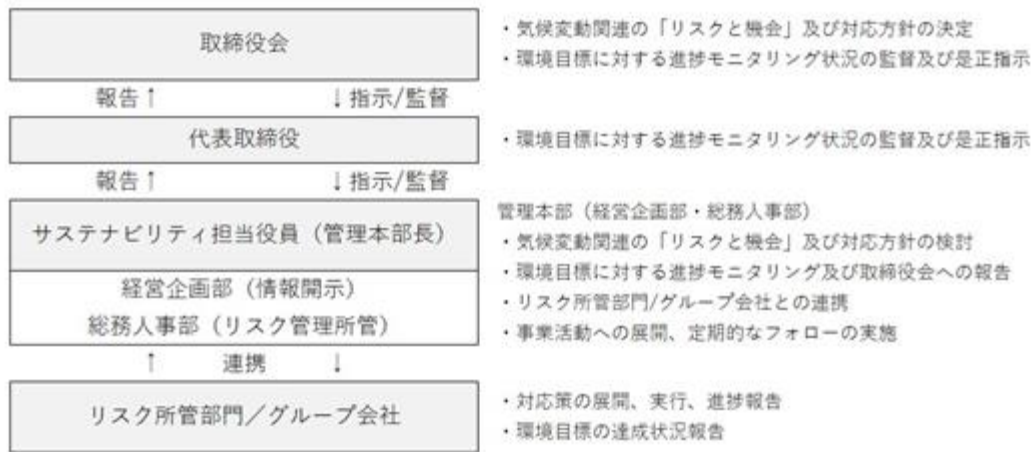 取締役会
・気候変動関連の「リスクと機会」及び対応方針の決定
・環境目標に対する進捗モニタリング状況の監督及び是正指示
報告↑ ↓指示/監督
代表取締役
・環境目標に対する進捗モニタリング状況の監督及び是正指示
報告↑ ↓指示/監督
サステナビリティ担当役員（管理本部長）
経営企画部（情報開示）
総務人事部（リスク管理所管）
管理本部（経営企画部・総務人事部）
・気候変動関連の「リスクと機会」及び対応方針の検討
・環境目標に対する進捗モニタリング及び取締役会への報告
・リスク所管部門/グループ会社との連携
・事業活動への展開、定期的なフォローの実施
↑ 連携 ↓
リスク所管部門／グループ会社
・対応策の展開、実行、進捗報告
・環境目標の達成状況報告